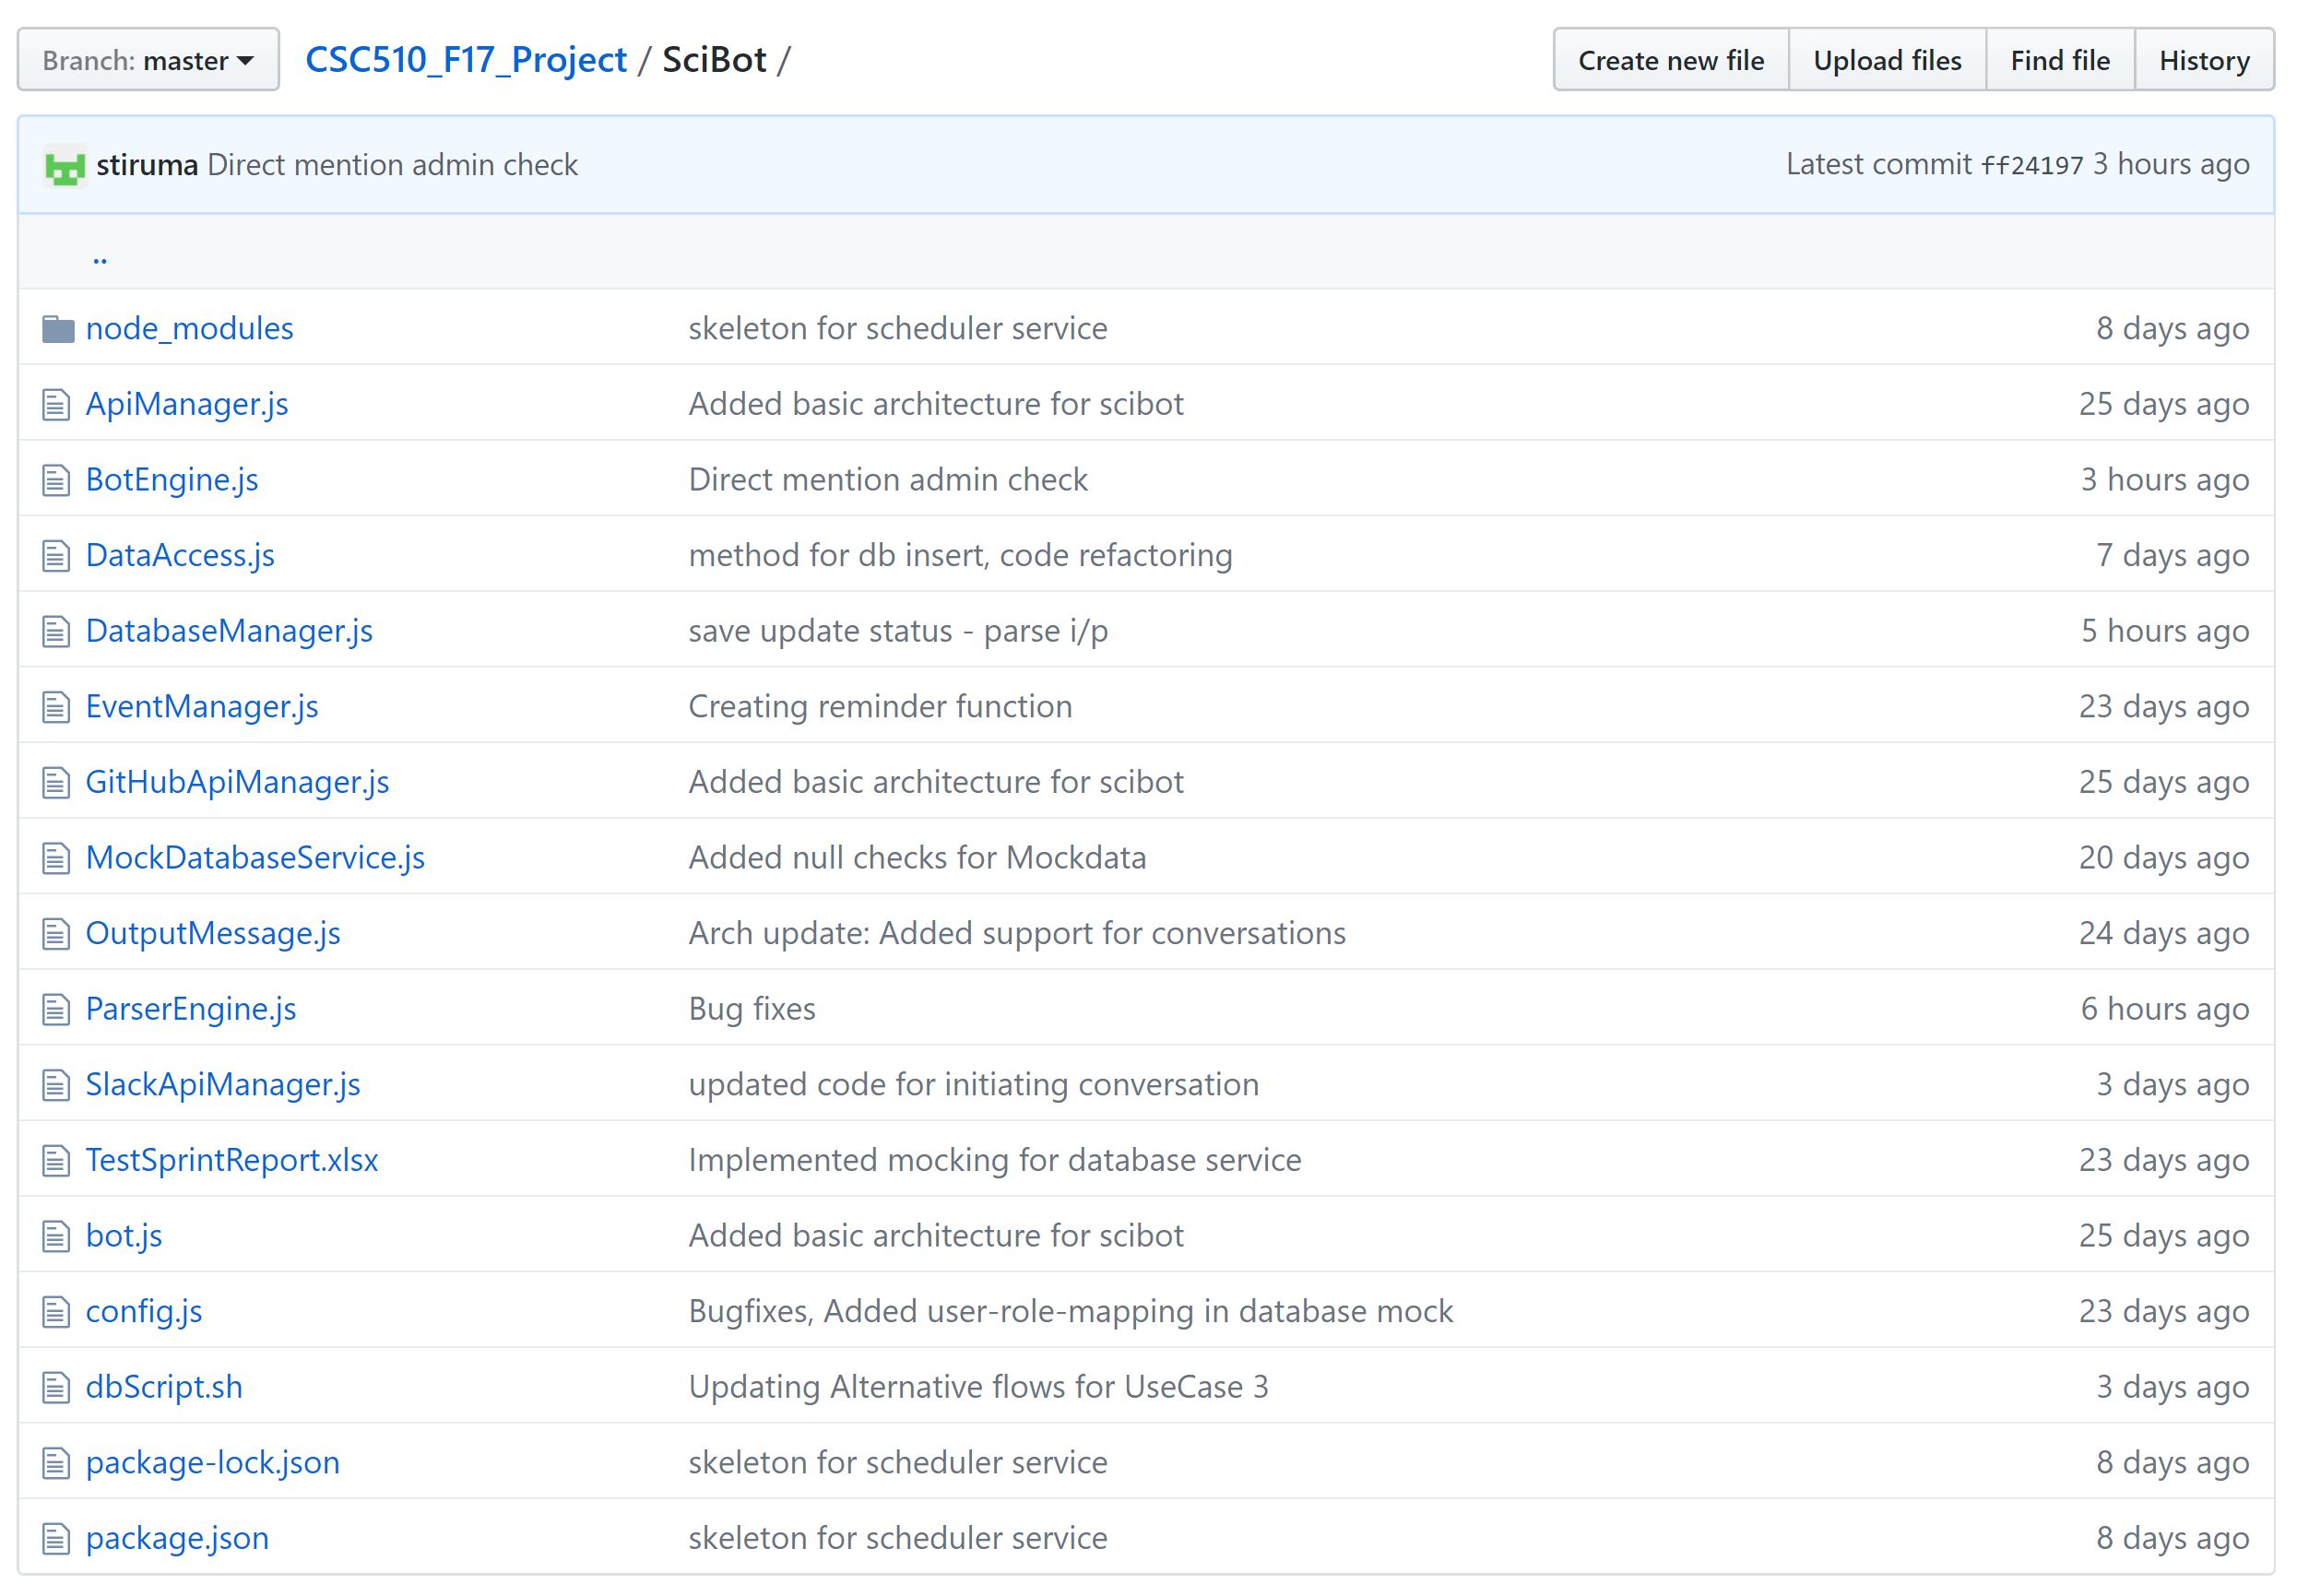 Branch: master CSC510_F17_Project / SciBot / Create new file Upload files Find file History
stiruma Direct mention admin check Latest commit ff24197 3 hours ago
..
node_modules skeleton for scheduler service 8 days ago
ApiManager.js Added basic architecture for scibot 25 days ago
BotEngine.js Direct mention admin check 3 hours ago
DataAccess.js method for db insert, code refactoring 7 days ago
DatabaseManager.js save update status - parse i/p 5 hours ago
EventManager.js Creating reminder function 23 days ago
GitHubApiManager.js Added basic architecture for scibot 25 days ago
MockDatabaseService.js Added null checks for Mockdata 20 days ago
OutputMessage.js Arch update: Added support for conversations 24 days ago
ParserEngine.js Bug fixes 6 hours ago
SlackApiManager.js updated code for initiating conversation 3 days ago
TestSprintReport.xlsx Implemented mocking for database service 23 days ago
bot.js Added basic architecture for scibot 25 days ago
config.js Bugfixes, Added user-role-mapping in database mock 23 days ago
dbScript.sh Updating Alternative flows for UseCase 3 3 days ago
package-lock.json skeleton for scheduler service 8 days ago
package.json skeleton for scheduler service 8 days ago